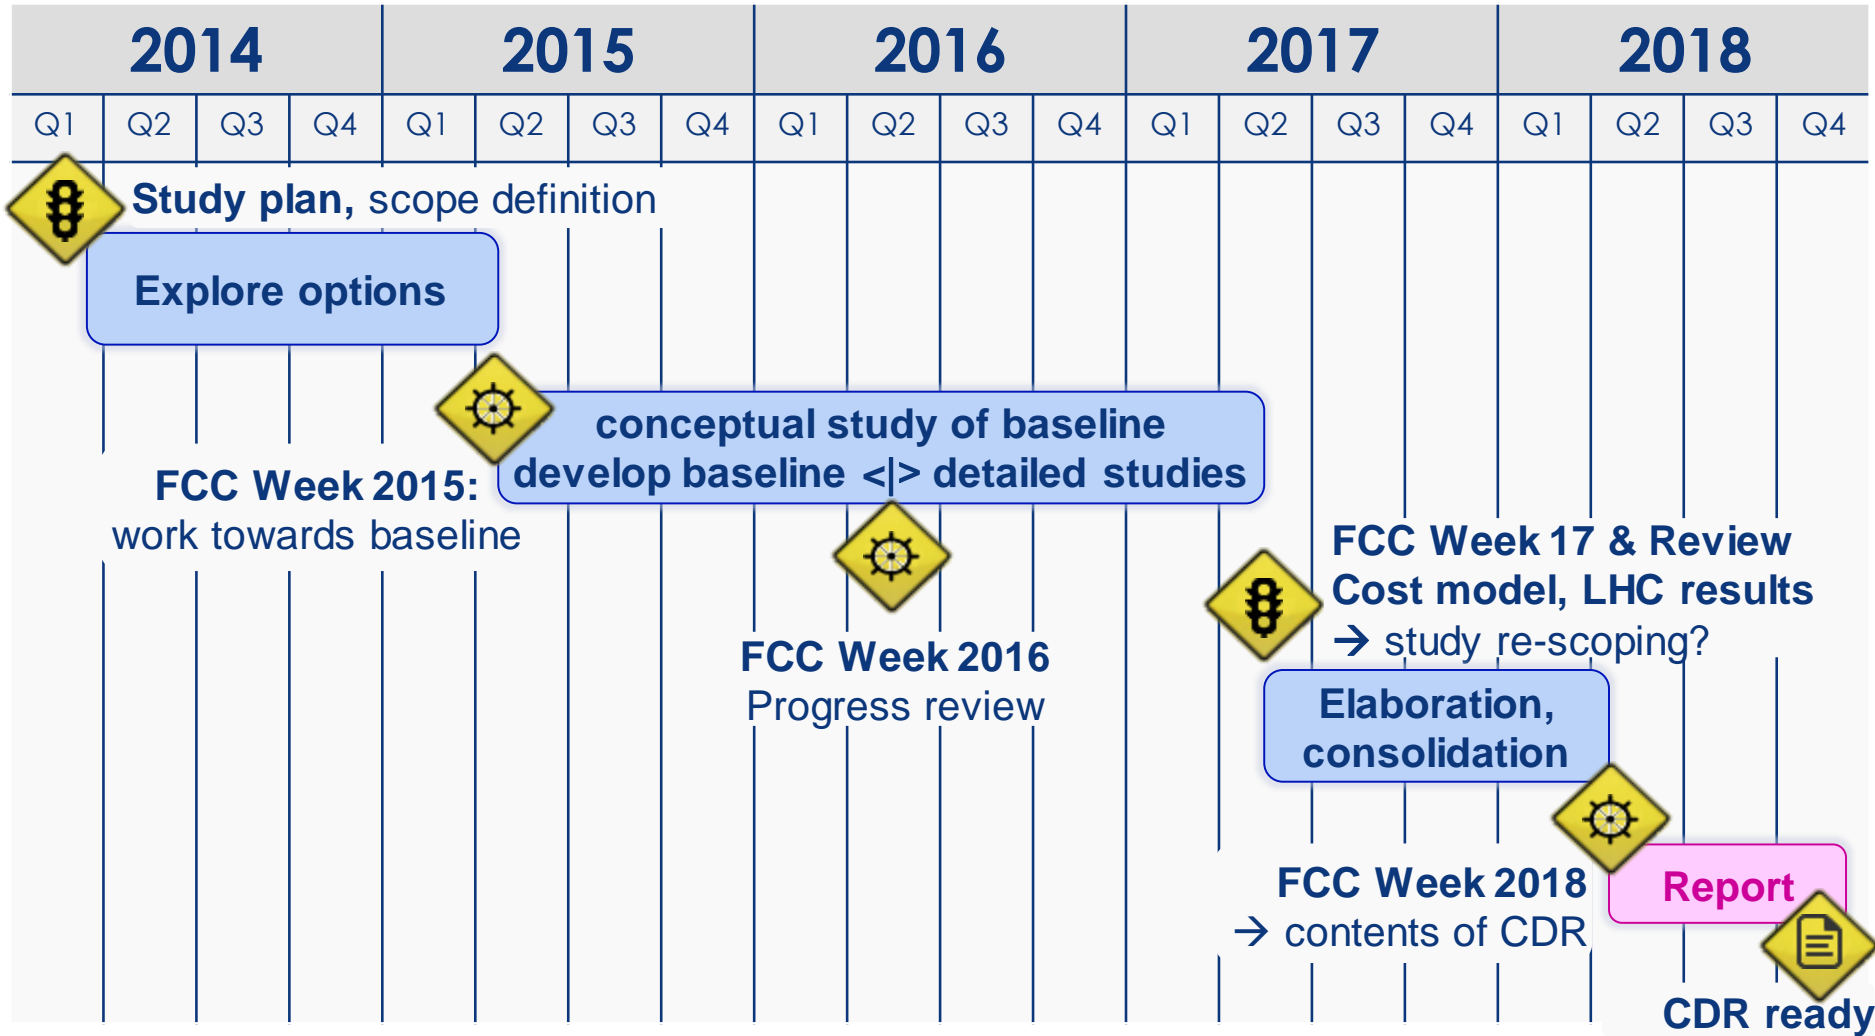 2014 2015 2016 2017 2018
Q1 Q2 Q3 Q4 Q1 Q2 Q3 Q4 Q1 Q2 Q3 Q4 Q1 Q2 Q3 Q4 Q1 Q2 Q3 Q4
Study plan, scope definition
Explore options
conceptual study of baseline
develop baseline <|> detailed studies
FCC Week 2015:
work towards baseline
FCC Week 17 & Review
Cost model, LHC results
→ study re-scoping?
FCC Week 2016
Progress review
Elaboration,
consolidation
FCC Week 2018
→ contents of CDR
Report
CDR ready